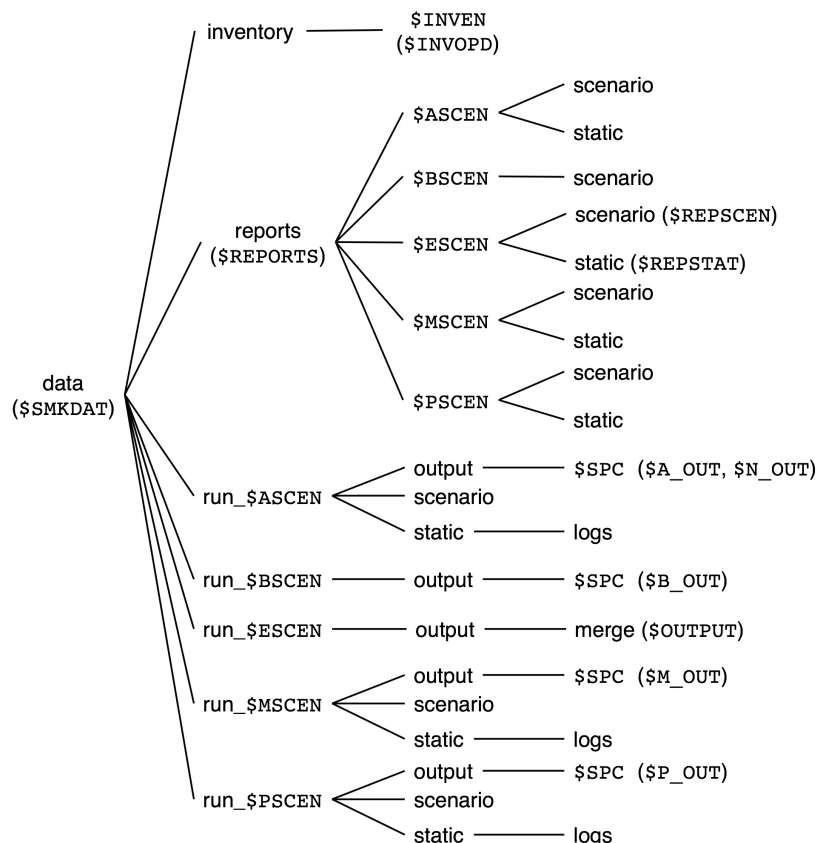 inventory
$INVEN
($INVOPD)
scenario
$ASCEN
static
$BSCEN
scenario
scenario ($REPSCEN)
reports
($REPORTS)
$ESCEN
static ($REPSTAT)
scenario
$MSCEN
static
scenario
data
($SMKDAT)
$PSCEN
static
output
$SPC ($A_OUT, $N_OUT)
run_$ASCEN
scenario
static
logs
run_$BSCEN
output
$SPC ($B_OUT)
run_$ESCEN
output
merge ($OUTPUT)
output
$SPC ($M_OUT)
run_$MSCEN
scenario
static
logs
output
$SPC ($P_OUT)
run_$PSCEN
scenario
static
logs